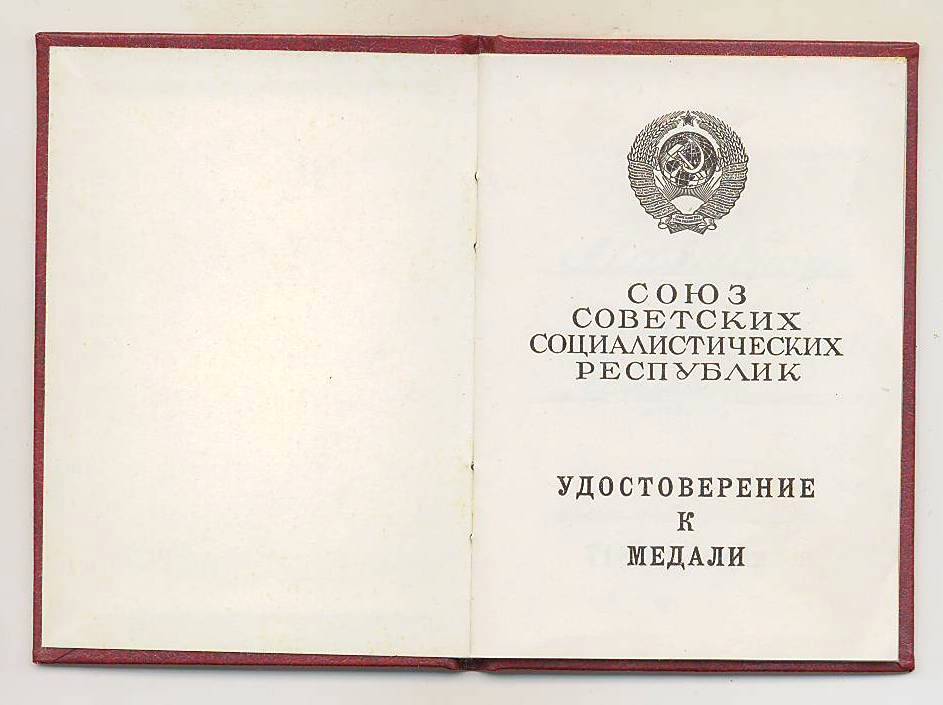 СОЮЗ
СОВЕТСКИХ
СОЦИАЛИСТИЧЕСКИХ
РЕСПУБЛИК
УДОСТОВЕРЕНИЕ
К
МЕДАЛИ